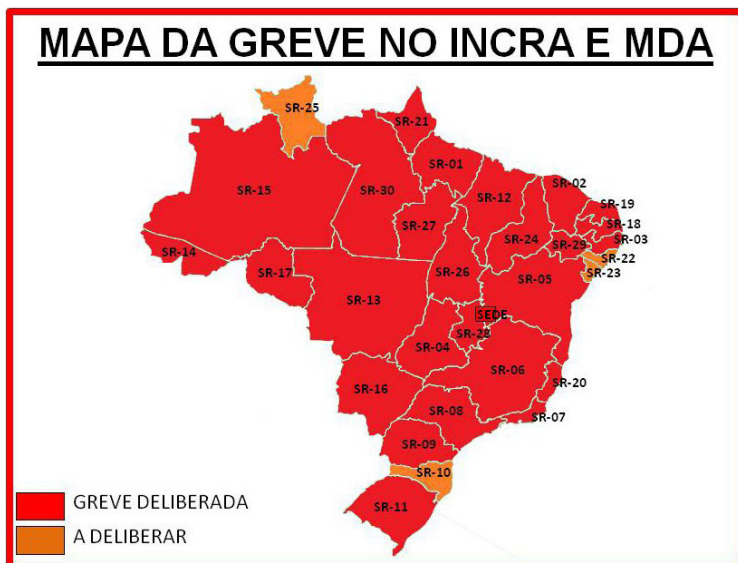 MAPA DA GREVE NO INCRA E MDA
SR-25
SR-21
SR-01
SR-02
SR-15
SR-30
SR-12
SR-19
SR-18
SR-27
SR-24
SR-29
SR-03
SR-14
SR-22
SR-17
SR-26
SR-05
SR-23
SR-13
SEDE
SR-28
SR-04
SR-06
SR-20
SR-16
SR-08
SR-07
SR-09
SR-10
GREVE DELIBERADA
SR-11
A DELIBERAR